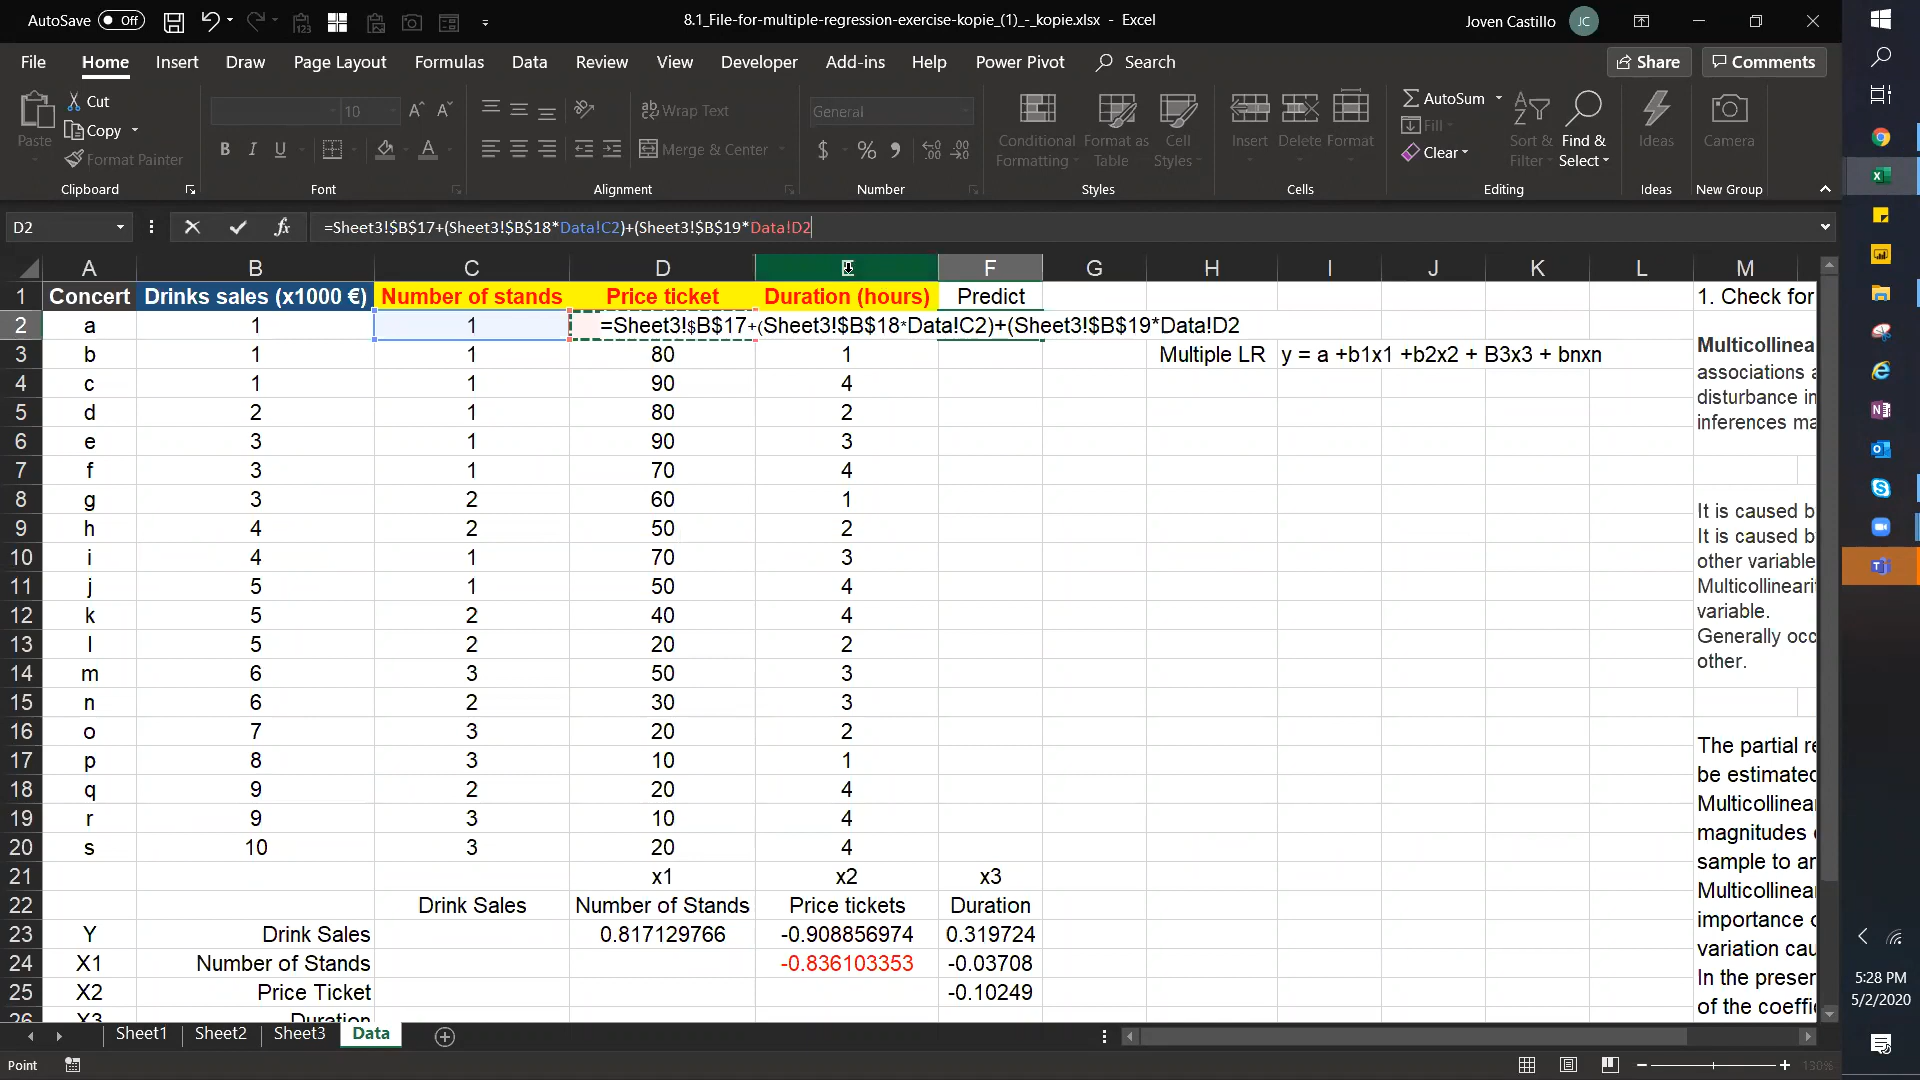 AutoSave Off
8.1_File-for-multiple-regression-exercise-kopie_(1)_-_kopie.xlsx - Excel
Joven Castillo JC
File Home Insert Draw Page Layout Formulas Data Review View Developer Add-ins Help Power Pivot Search Share Comments
Paste Cut Copy Format Painter
10
Wrap Text
Merge & Center
General
Conditional Formatting Format as Table Cell Styles
Insert Delete Format
AutoSum Fill Clear
Sort & Filter Find & Select
Ideas
Camera
Clipboard Font Alignment Number Styles Cells Editing Ideas New Group
D2 fx =Sheet3!$B$17+(Sheet3!$B$18*Data!C2)+(Sheet3!$B$19*Data!D2
A B C D E F G H I J K L M
1 Concert Drinks sales (x1000 €) Number of stands Price ticket Duration (hours) Predict 1. Check for
2 a 1 1 =Sheet3!$B$17+(Sheet3!$B$18*Data!C2)+(Sheet3!$B$19*Data!D2
3 b 1 1 80 1 Multiple LR y = a +b1x1 +b2x2 + B3x3 + bnxn
Multicollinea
associations a
disturbance in
inferences ma
4 c 1 1 90 4
5 d 2 1 80 2
6 e 3 1 90 3
7 f 3 1 70 4
8 g 3 2 60 1
It is caused b
It is caused b
other variable
Multicollineari
variable.
Generally occ
other.
9 h 4 2 50 2
10 i 4 1 70 3
11 j 5 1 50 4
12 k 5 2 40 4
13 l 5 2 20 2
14 m 6 3 50 3
15 n 6 2 30 3
16 o 7 3 20 2
The partial re
be estimated
Multicollinear
magnitudes
sample to ar
Multicollinear
importance
variation cau
In the presen
of the coeffi
17 p 8 3 10 1
18 q 9 2 20 4
19 r 9 3 10 4
20 s 10 3 20 4
21 x1 x2 x3
22 Drink Sales Number of Stands Price tickets Duration
23 Y Drink Sales 0.817129766 -0.908856974 0.319724
24 X1 Number of Stands -0.836103353 -0.03708
25 X2 Price Ticket -0.10249
26 X3 Duration
Sheet1 Sheet2 Sheet3 Data
Point
130%
5:28 PM
5/2/2020